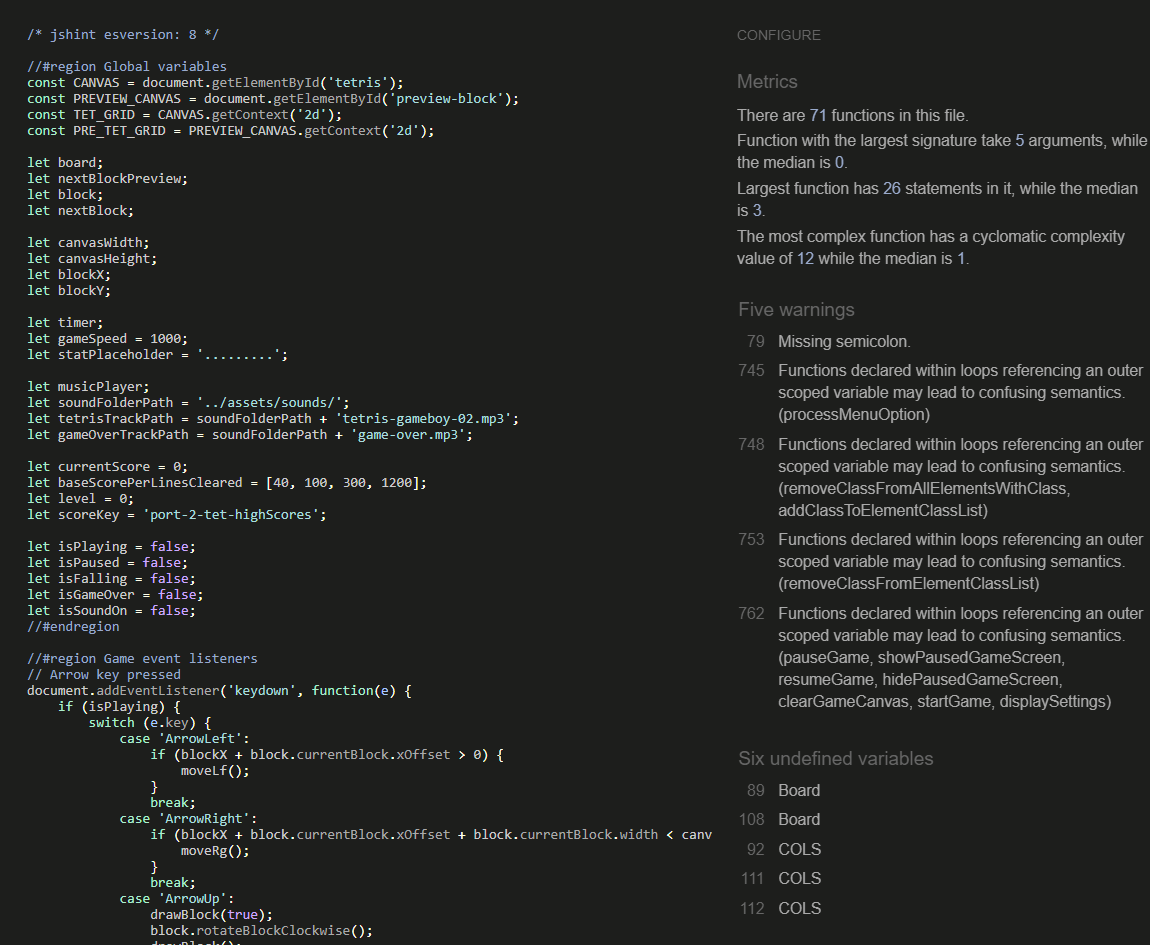 /* jshint esversion: 8 */
//#region Global variables
const CANVAS = document.getElementById('tetris');
const PREVIEW_CANVAS = document.getElementById('preview-block');
const TET_GRID = CANVAS.getContext('2d');
const PRE_TET_GRID = PREVIEW_CANVAS.getContext('2d');
let board;
let nextBlockPreview;
let block;
let nextBlock;
let canvasWidth;
let canvasHeight;
let blockX;
let blockY;
let timer;
let gameSpeed = 1000;
let statPlaceholder = '.........';
let musicPlayer;
let soundFolderPath = '../assets/sounds/';
let tetrisTrackPath = soundFolderPath + 'tetris-gameboy-02.mp3';
let gameOverTrackPath = soundFolderPath + 'game-over.mp3';
let currentScore = 0;
let baseScorePerLinesCleared = [40, 100, 300, 1200];
let level = 0;
let scoreKey = 'port-2-tet-highScores';
let isPlaying = false;
let isPaused = false;
let isFalling = false;
let isGameOver = false;
let isSoundOn = false;
//#endregion
//#region Game event listeners
// Arrow key pressed
document.addEventListener('keydown', function(e) {
    if (isPlaying) {
        switch (e.key) {
            case 'ArrowLeft':
                if (blockX + block.currentBlock.xOffset > 0) {
                    moveLf();
                }
                break;
            case 'ArrowRight':
                if (blockX + block.currentBlock.xOffset + block.currentBlock.width < canv
                    moveRg();
                }
                break;
            case 'ArrowUp':
                drawBlock(true);
                block.rotateBlockClockwise();
                drawBlock();
CONFIGURE
Metrics
There are 71 functions in this file.
Function with the largest signature take 5 arguments, while
the median is 0.
Largest function has 26 statements in it, while the median
is 3.
The most complex function has a cyclomatic complexity
value of 12 while the median is 1.
Five warnings
79 Missing semicolon.
745 Functions declared within loops referencing an outer
scoped variable may lead to confusing semantics.
(processMenuOption)
748 Functions declared within loops referencing an outer
scoped variable may lead to confusing semantics.
(removeClassFromAllElementsWithClass,
addClassToElementClassList)
753 Functions declared within loops referencing an outer
scoped variable may lead to confusing semantics.
(removeClassFromElementClassList)
762 Functions declared within loops referencing an outer
scoped variable may lead to confusing semantics.
(pauseGame, showPausedGameScreen,
resumeGame, hidePausedGameScreen,
clearGameCanvas, startGame, displaySettings)
Six undefined variables
89 Board
108 Board
92 COLS
111 COLS
112 COLS